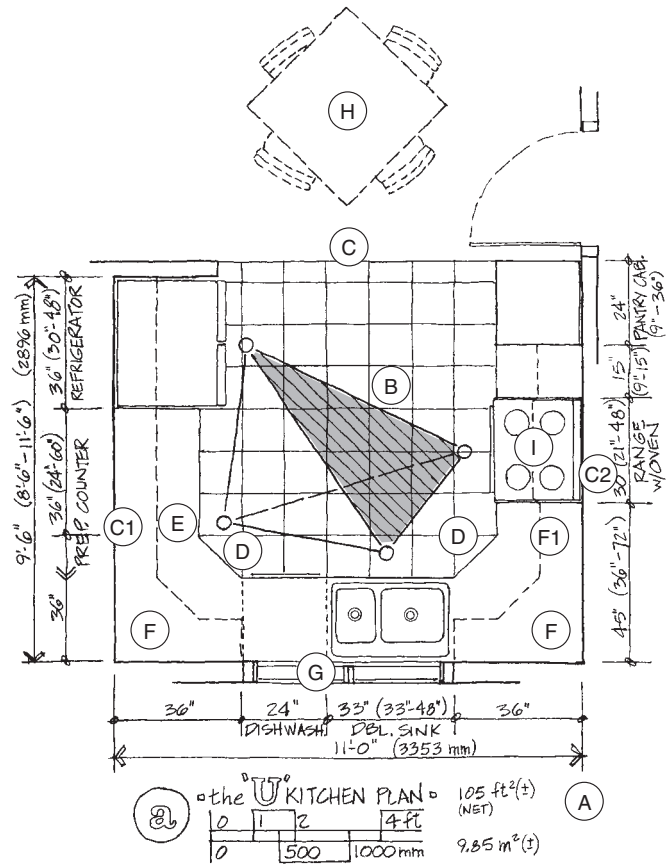 H
C
B
I
C2
C1
E
D
D
F1
F
F
G
A
9'-6" (8'-6"-11'-6") (2896 mm)
36" (30"-48")
REFRIGERATOR
36" (24"-60")
PREP. COUNTER
36"
24"
PANTRY CAB.
(9"-36")
15"
(9"-15")
30" (21"-48")
RANGE
W/OVEN
45" (36"-72")
36" 24" 33" (33"-48") 36"
DISHWASH DBL. SINK
11'-0" (3353 mm)
a • the "U" KITCHEN PLAN • 105 ft²(±)
(NET)
0 1 2 4 ft
0 500 1000 mm 9.85 m²(±)